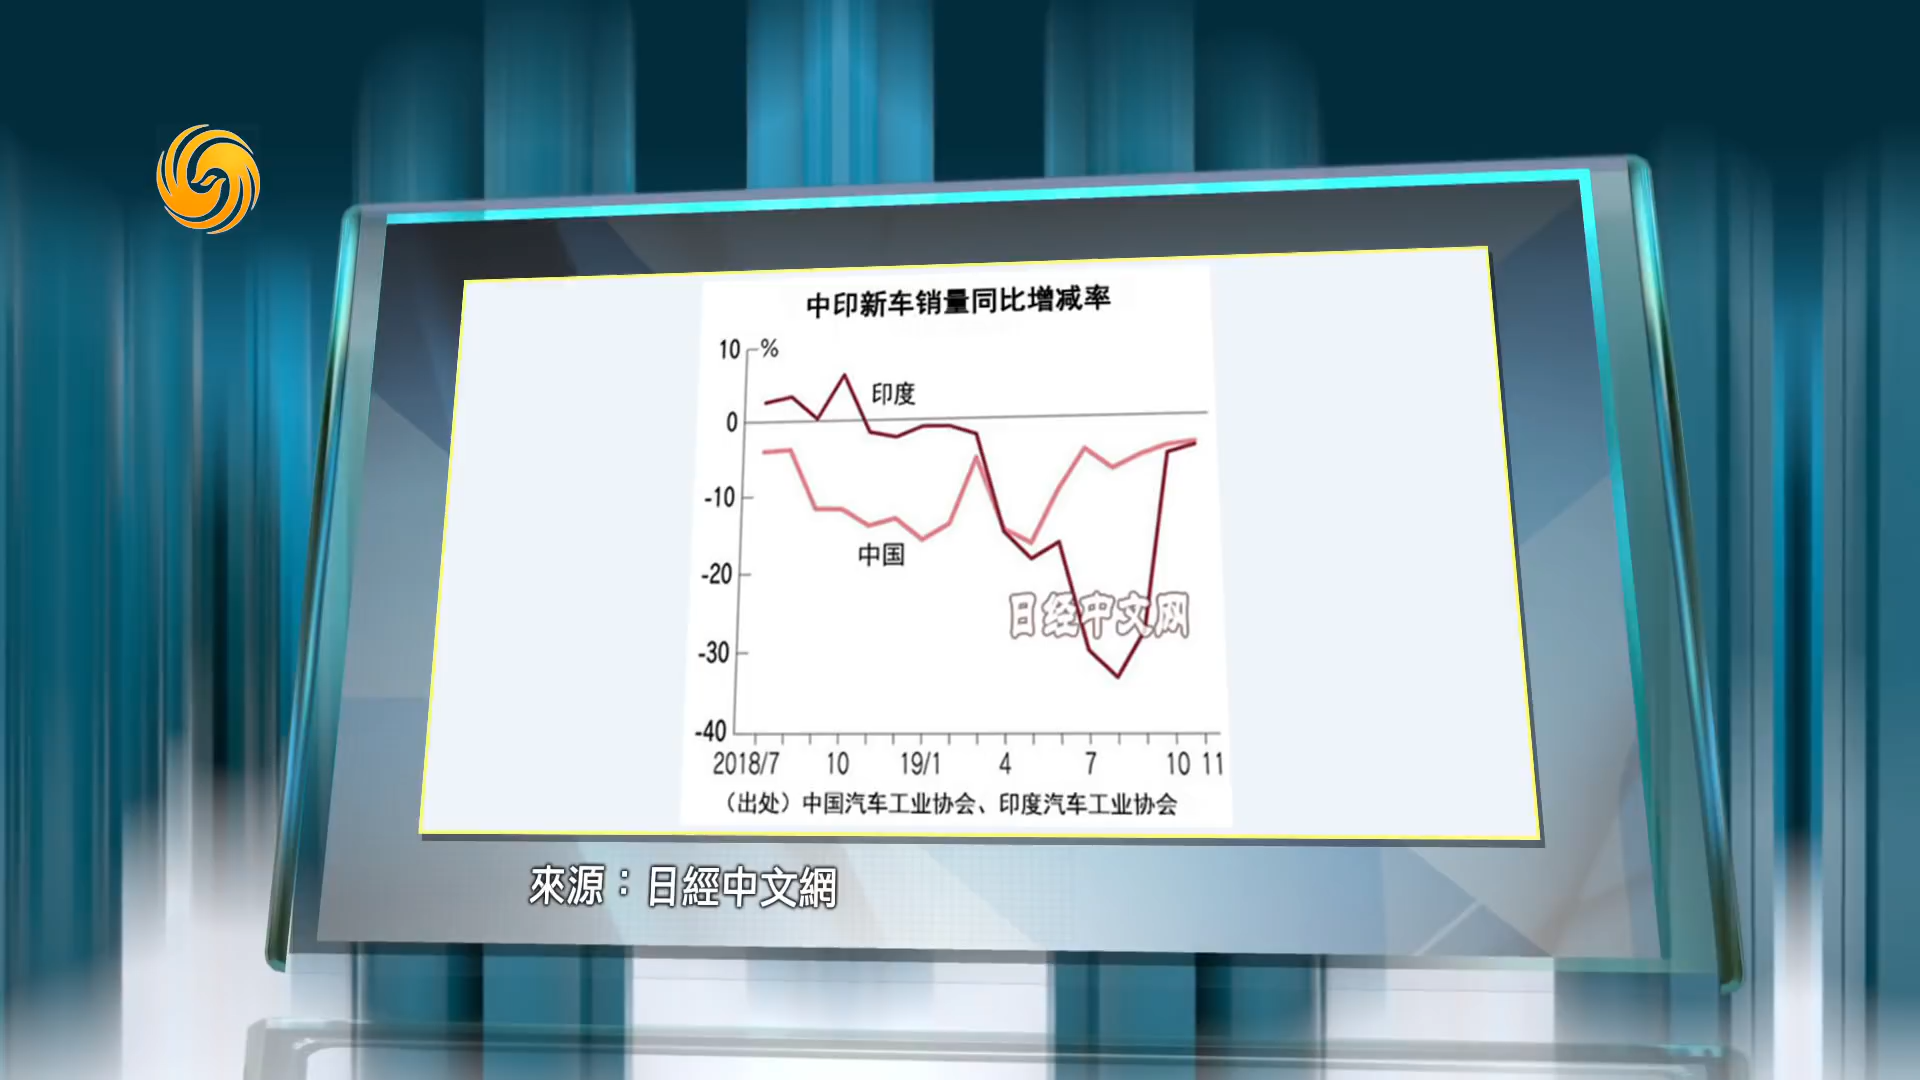 中印新车销量同比增减率
10 %
印度
0
-10
中国
-20
日经中文网
-30
-40
2018/7 10 19/1 4 7 10 11
（出处）中国汽车工业协会、印度汽车工业协会
來源：日經中文網